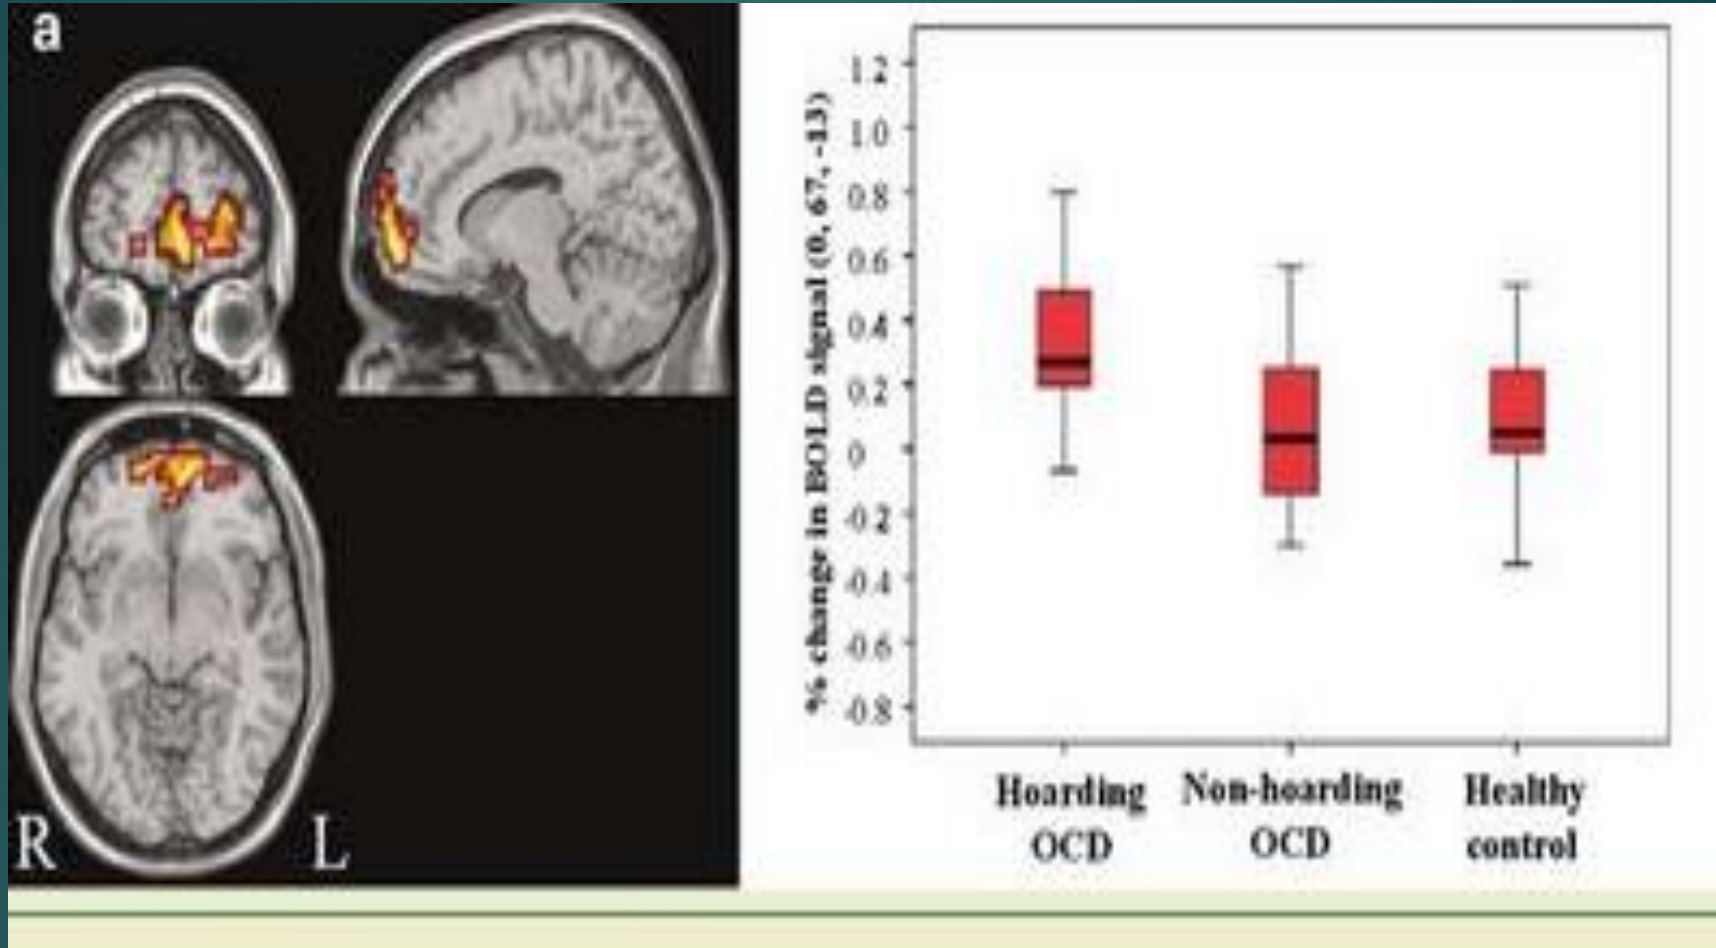 a
R
L
% change in BOLD signal (0, 67, -13)
1.2
1.0
0.8
0.6
0.4
0.2
0
-0.2
-0.4
-0.6
-0.8
Hoarding OCD
Non-hoarding OCD
Healthy control